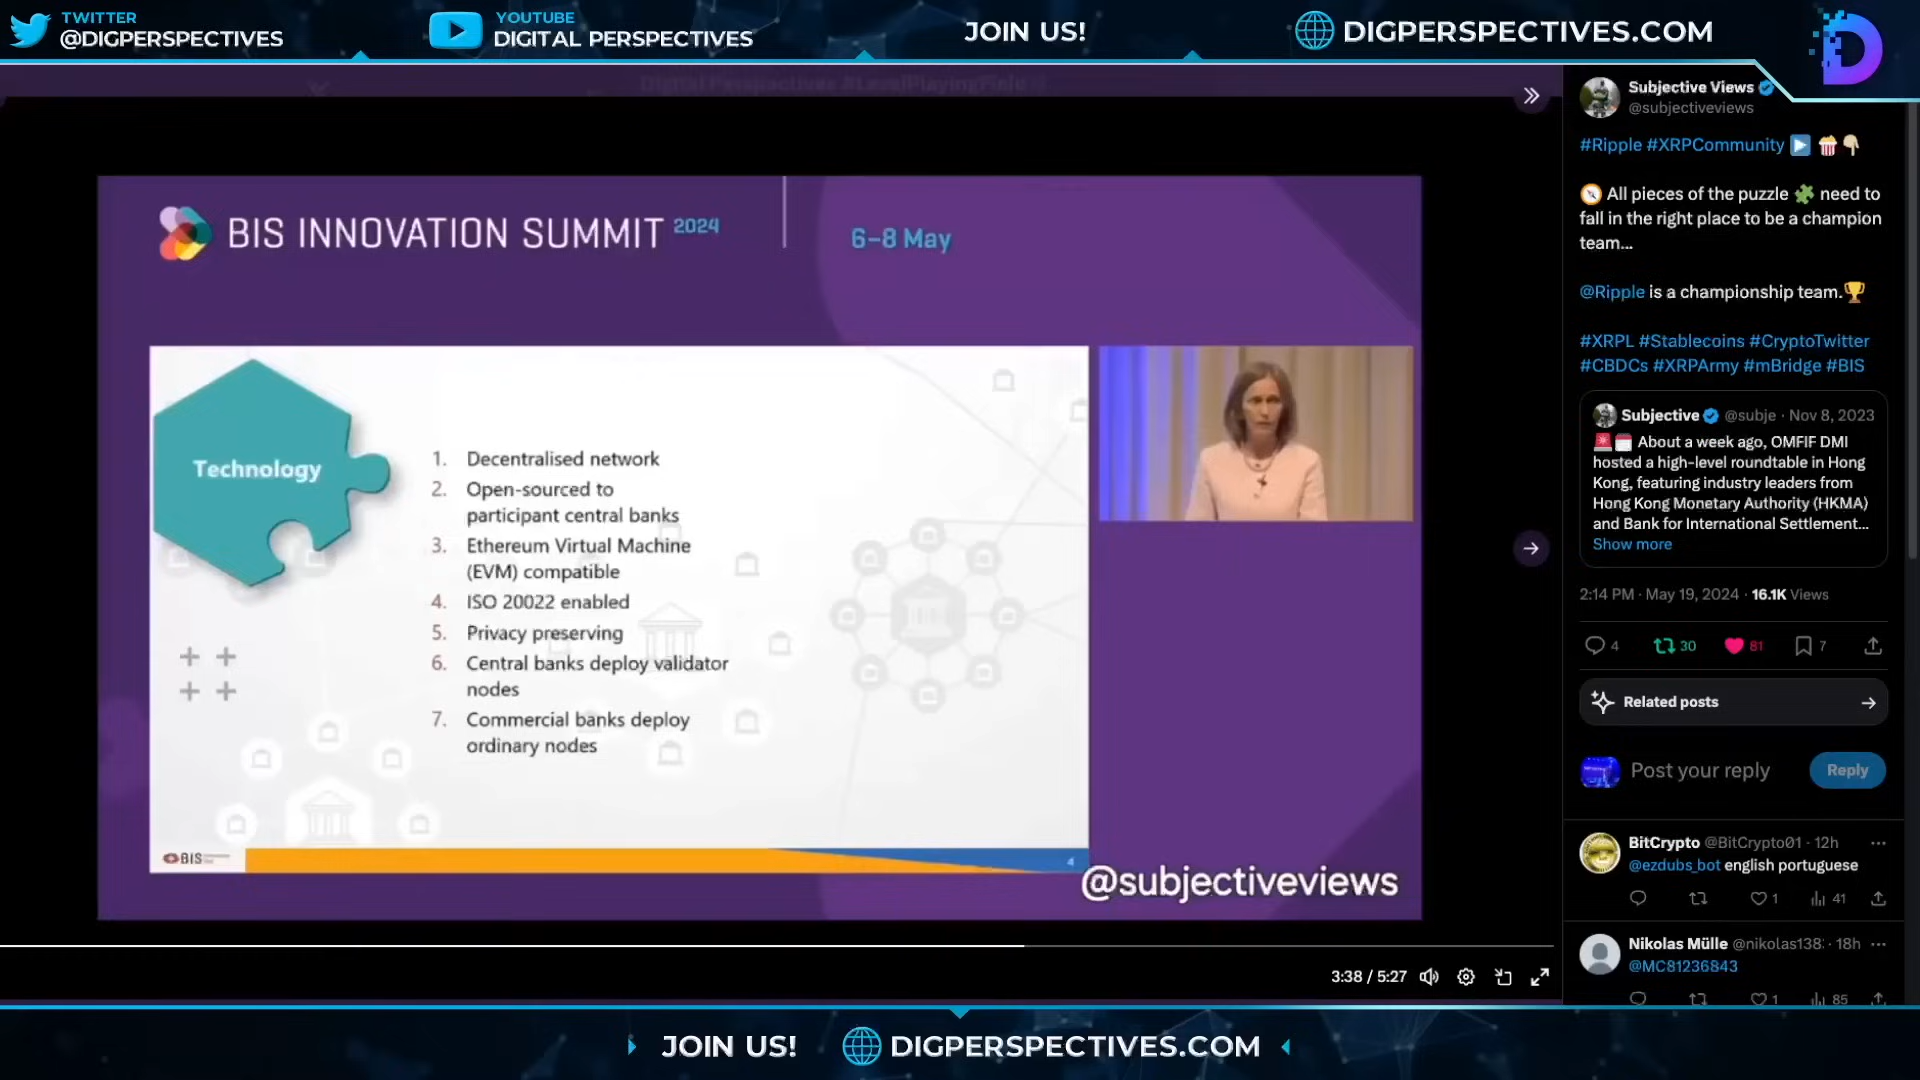 TWITTER
@DIGPERSPECTIVES
YOUTUBE
DIGITAL PERSPECTIVES
JOIN US!
DIGPERSPECTIVES.COM
BIS INNOVATION SUMMIT 2024
6–8 May
Technology
1. Decentralised network
2. Open-sourced to
participant central banks
3. Ethereum Virtual Machine
(EVM) compatible
4. ISO 20022 enabled
5. Privacy preserving
6. Central banks deploy validator
nodes
7. Commercial banks deploy
ordinary nodes
BIS
4
@subjectiveviews
3:38 / 5:27
Subjective Views
@subjectiveviews
#Ripple #XRPCommunity ▶️ 🍿👇
🧭 All pieces of the puzzle 🧩 need to
fall in the right place to be a champion
team...
@Ripple is a championship team.🏆
#XRPL #Stablecoins #CryptoTwitter
#CBDCs #XRPArmy #mBridge #BIS
Subjective @subje · Nov 8, 2023
About a week ago, OMFIF DMI
hosted a high-level roundtable in Hong
Kong, featuring industry leaders from
Hong Kong Monetary Authority (HKMA)
and Bank for International Settlement...
Show more
2:14 PM · May 19, 2024 · 16.1K Views
4 30 81 7
Related posts
Post your reply
Reply
BitCrypto @BitCrypto01 · 12h
@ezdubs_bot english portuguese
1 41
Nikolas Mülle @nikolas138 · 18h
@MC81236843
1 85
JOIN US!
DIGPERSPECTIVES.COM